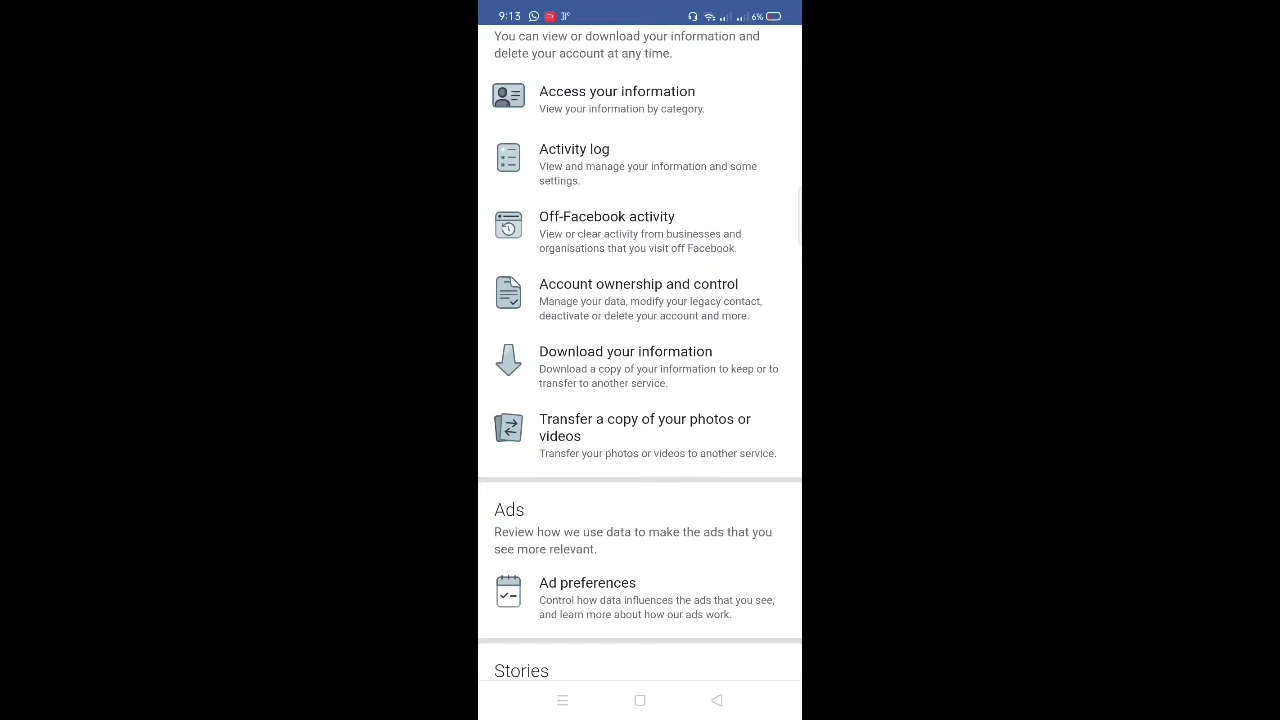 9:13 6%
You can view or download your information and
delete your account at any time.
Access your information
View your information by category.
Activity log
View and manage your information and some
settings.
Off-Facebook activity
View or clear activity from businesses and
organisations that you visit off Facebook.
Account ownership and control
Manage your data, modify your legacy contact,
deactivate or delete your account and more.
Download your information
Download a copy of your information to keep or to
transfer to another service.
Transfer a copy of your photos or
videos
Transfer your photos or videos to another service.
Ads
Review how we use data to make the ads that you
see more relevant.
Ad preferences
Control how data influences the ads that you see,
and learn more about how our ads work.
Stories